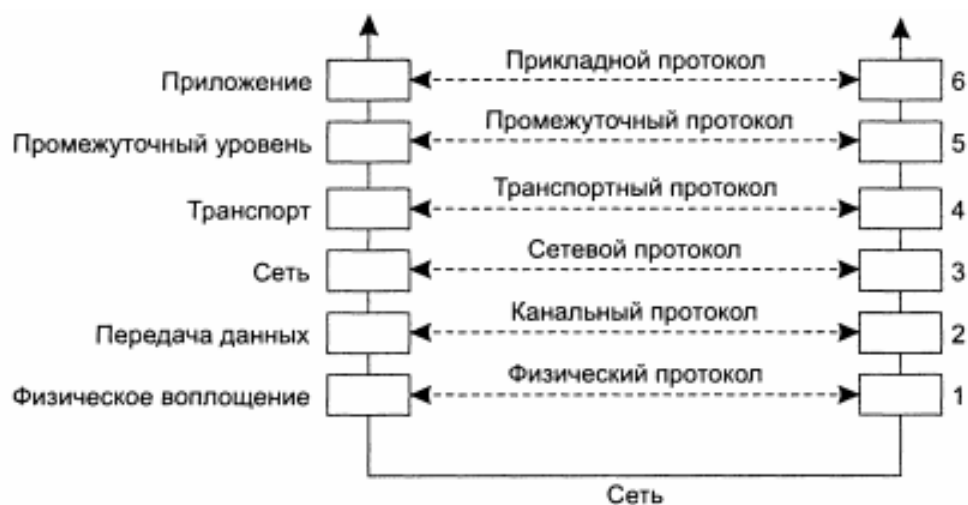 Приложение Прикладной протокол 6
Промежуточный уровень Промежуточный протокол 5
Транспорт Транспортный протокол 4
Сеть Сетевой протокол 3
Передача данных Канальный протокол 2
Физическое воплощение Физический протокол 1
Сеть